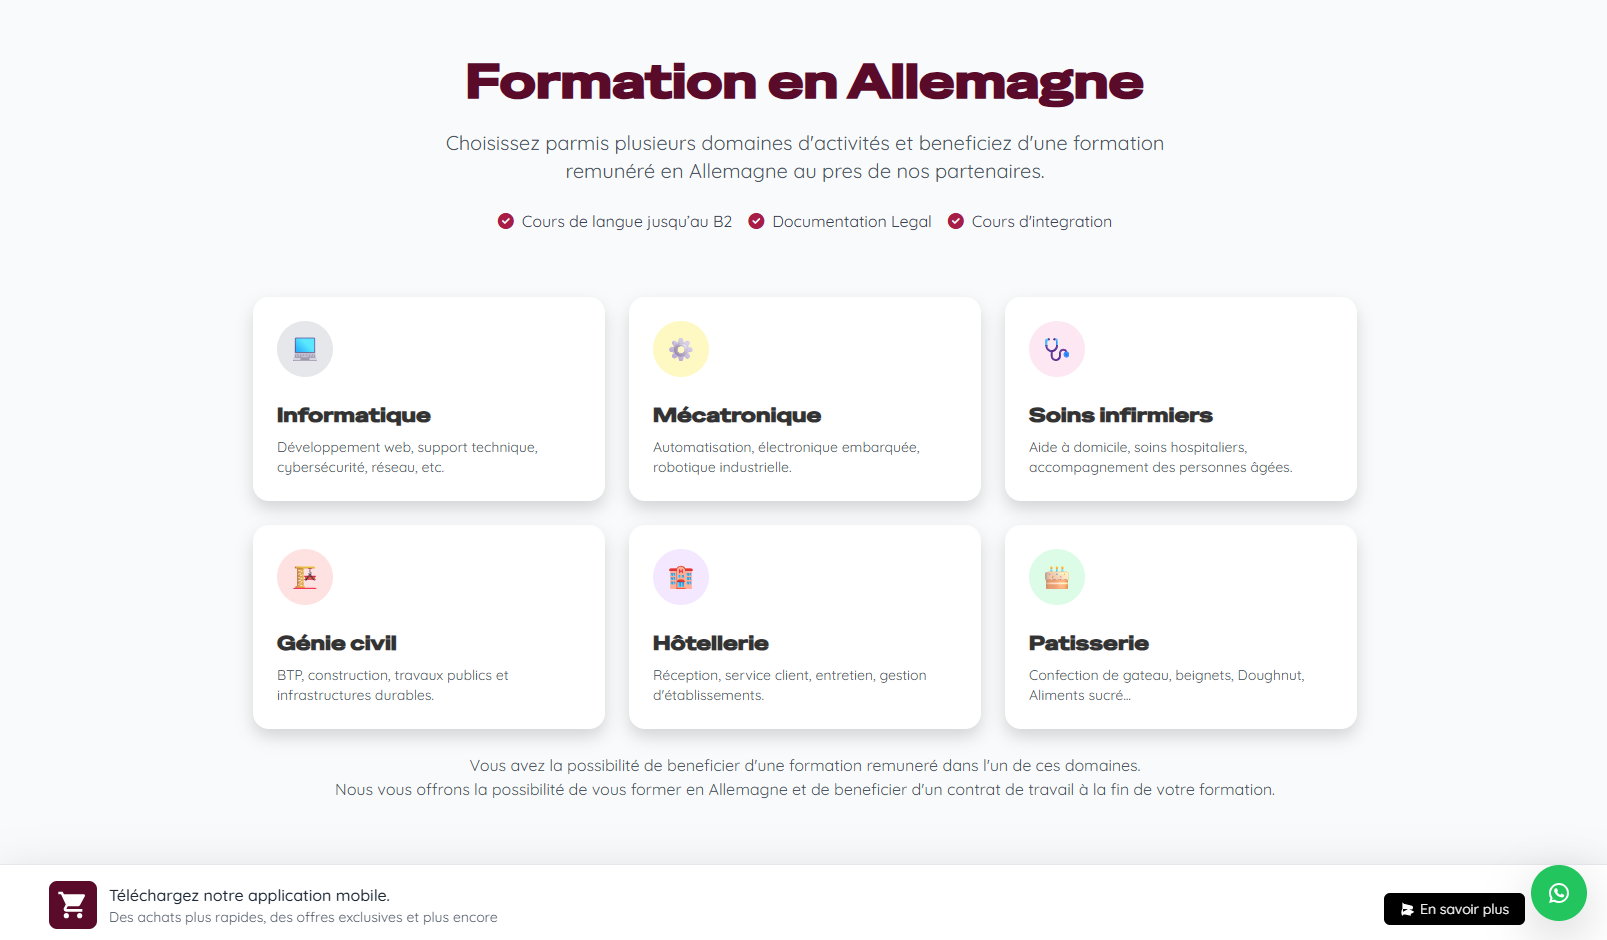 Formation en Allemagne
Choisissez parmis plusieurs domaines d'activités et beneficiez d'une formation
remunéré en Allemagne au pres de nos partenaires.
Cours de langue jusqu'au B2 Documentation Legal Cours d'integration
Informatique
Développement web, support technique,
cybersécurité, réseau, etc.
Mécatronique
Automatisation, électronique embarquée,
robotique industrielle.
Soins infirmiers
Aide à domicile, soins hospitaliers,
accompagnement des personnes âgées.
Génie civil
BTP, construction, travaux publics et
infrastructures durables.
Hôtellerie
Réception, service client, entretien, gestion
d'établissements.
Patisserie
Confection de gateau, beignets, Doughnut,
Aliments sucré...
Vous avez la possibilité de beneficier d'une formation remuneré dans l'un de ces domaines.
Nous vous offrons la possibilité de vous former en Allemagne et de beneficier d'un contrat de travail à la fin de votre formation.
Téléchargez notre application mobile.
Des achats plus rapides, des offres exclusives et plus encore
En savoir plus